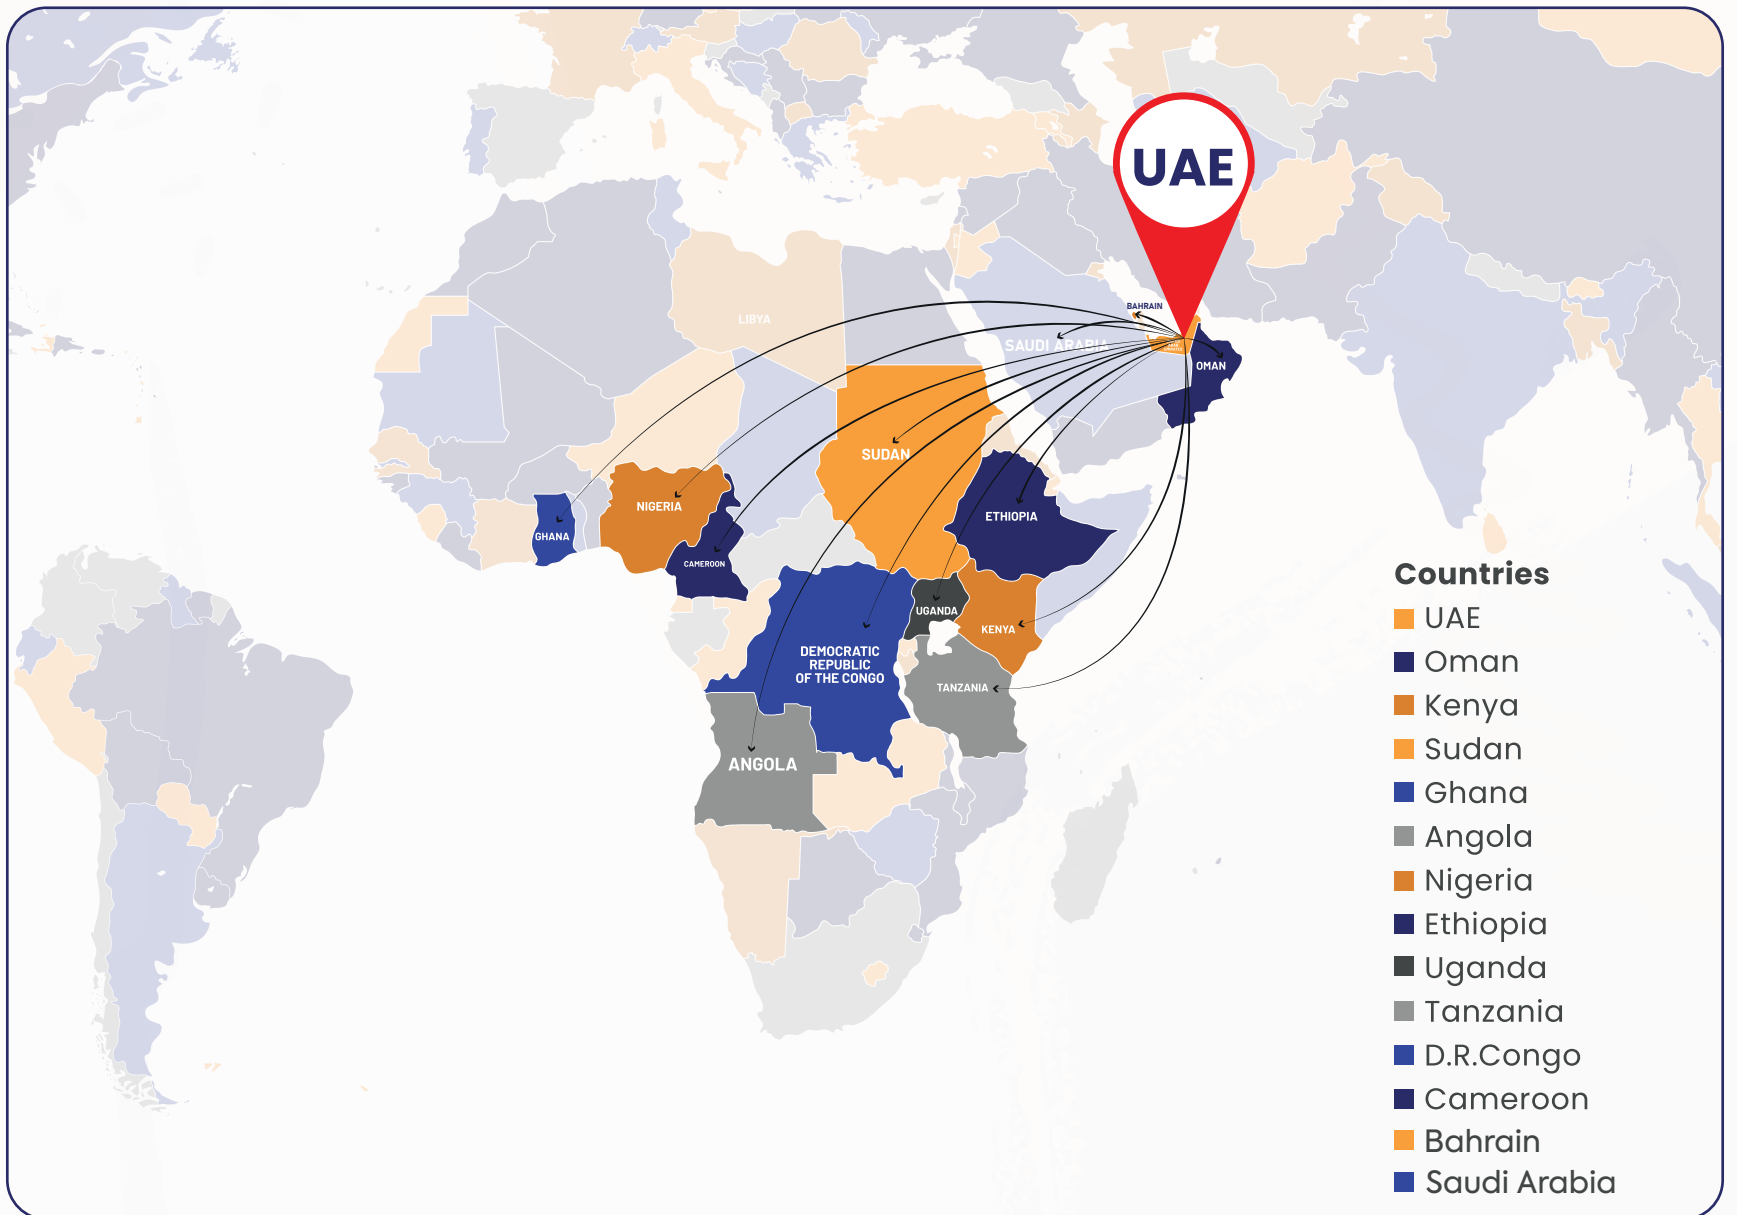 UAE
BAHRAIN
LIBYA
SAUDI ARABIA
OMAN
SUDAN
NIGERIA
ETHIOPIA
GHANA
CAMEROON
UGANDA
KENYA
DEMOCRATIC
REPUBLIC
OF THE CONGO
TANZANIA
ANGOLA
Countries
UAE
Oman
Kenya
Sudan
Ghana
Angola
Nigeria
Ethiopia
Uganda
Tanzania
D.R.Congo
Cameroon
Bahrain
Saudi Arabia